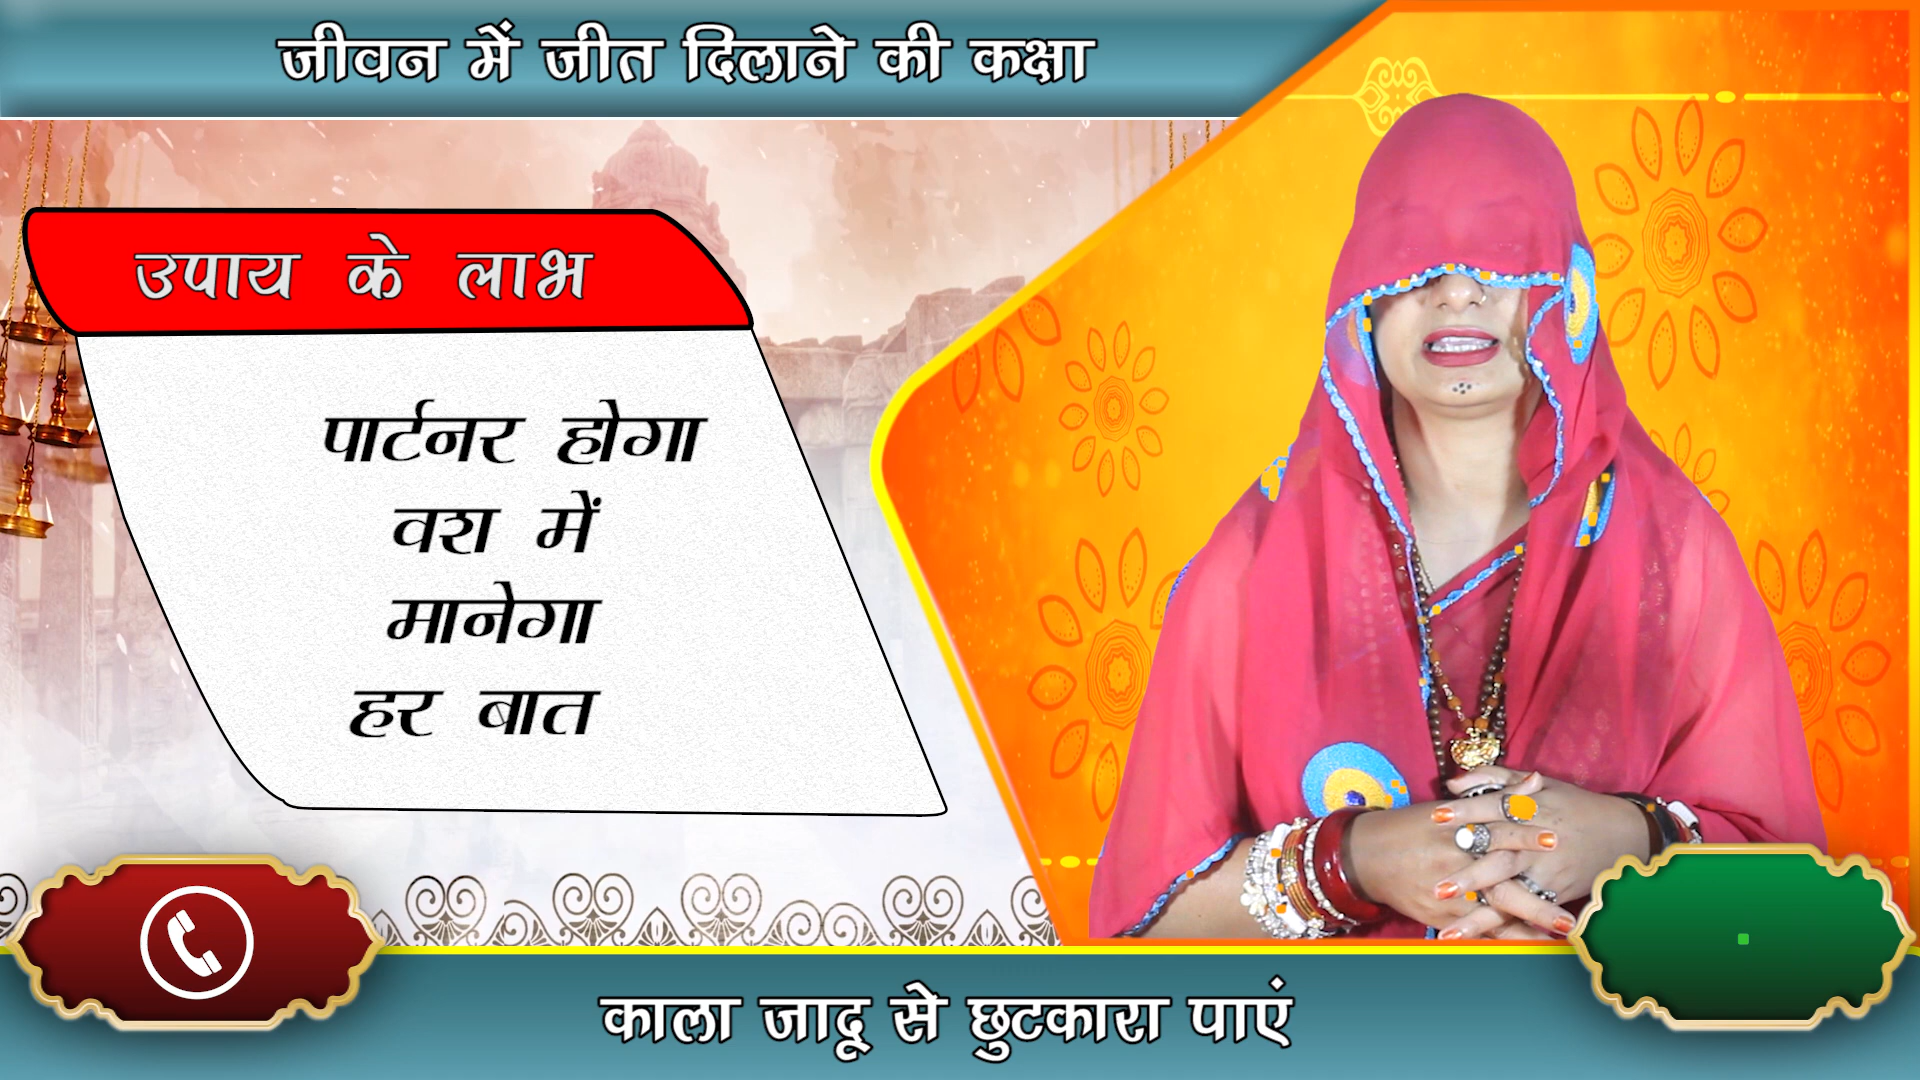 जीवन में जीत दिलाने की कक्षा
उपाय के लाभ
पार्टनर होगा
वश में
मानेगा
हर बात
काला जादू से छुटकारा पाएं